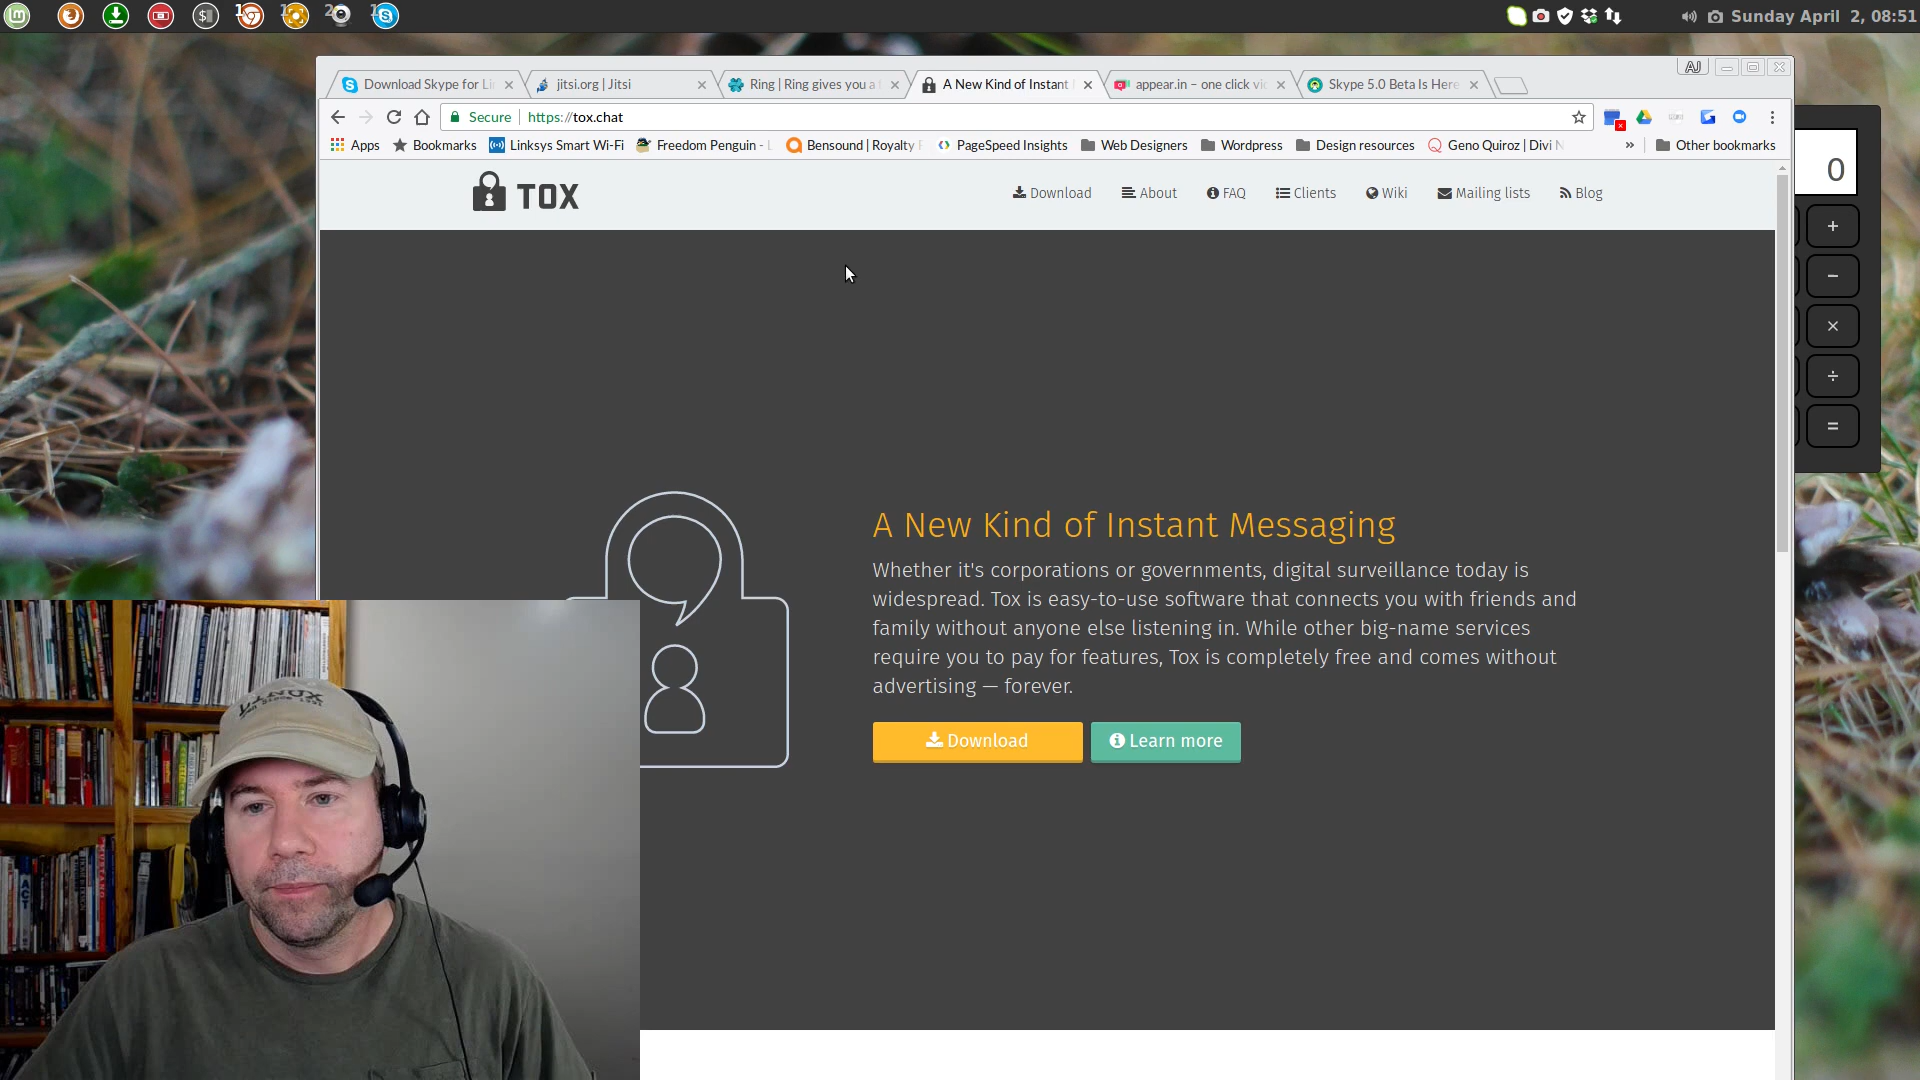 Sunday April 2, 08:51
AJ
Download Skype for Li
jitsi.org | Jitsi
Ring | Ring gives you a
A New Kind of Instant
appear.in – one click vi
Skype 5.0 Beta Is Here
Secure
https://tox.chat
Apps
Bookmarks
Linksys Smart Wi-Fi
Freedom Penguin -
Bensound | Royalty
PageSpeed Insights
Web Designers
Wordpress
Design resources
Geno Quiroz | Divi
»
Other bookmarks
0
TOX
Download
About
FAQ
Clients
Wiki
Mailing lists
Blog
+
−
×
÷
=
A New Kind of Instant Messaging
Whether it's corporations or governments, digital surveillance today is
widespread. Tox is easy-to-use software that connects you with friends and
family without anyone else listening in. While other big-name services
require you to pay for features, Tox is completely free and comes without
advertising — forever.
Download
Learn more
LINUX